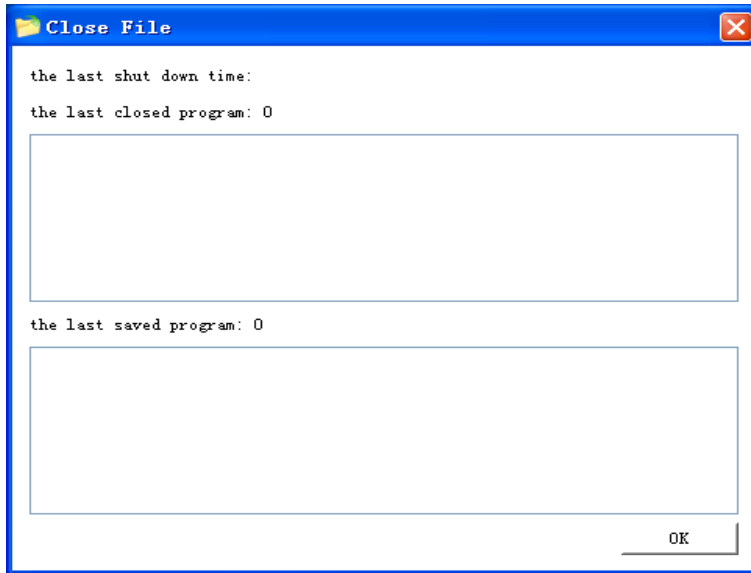 Close File
the last shut down time:
the last closed program: 0
the last saved program: 0
OK